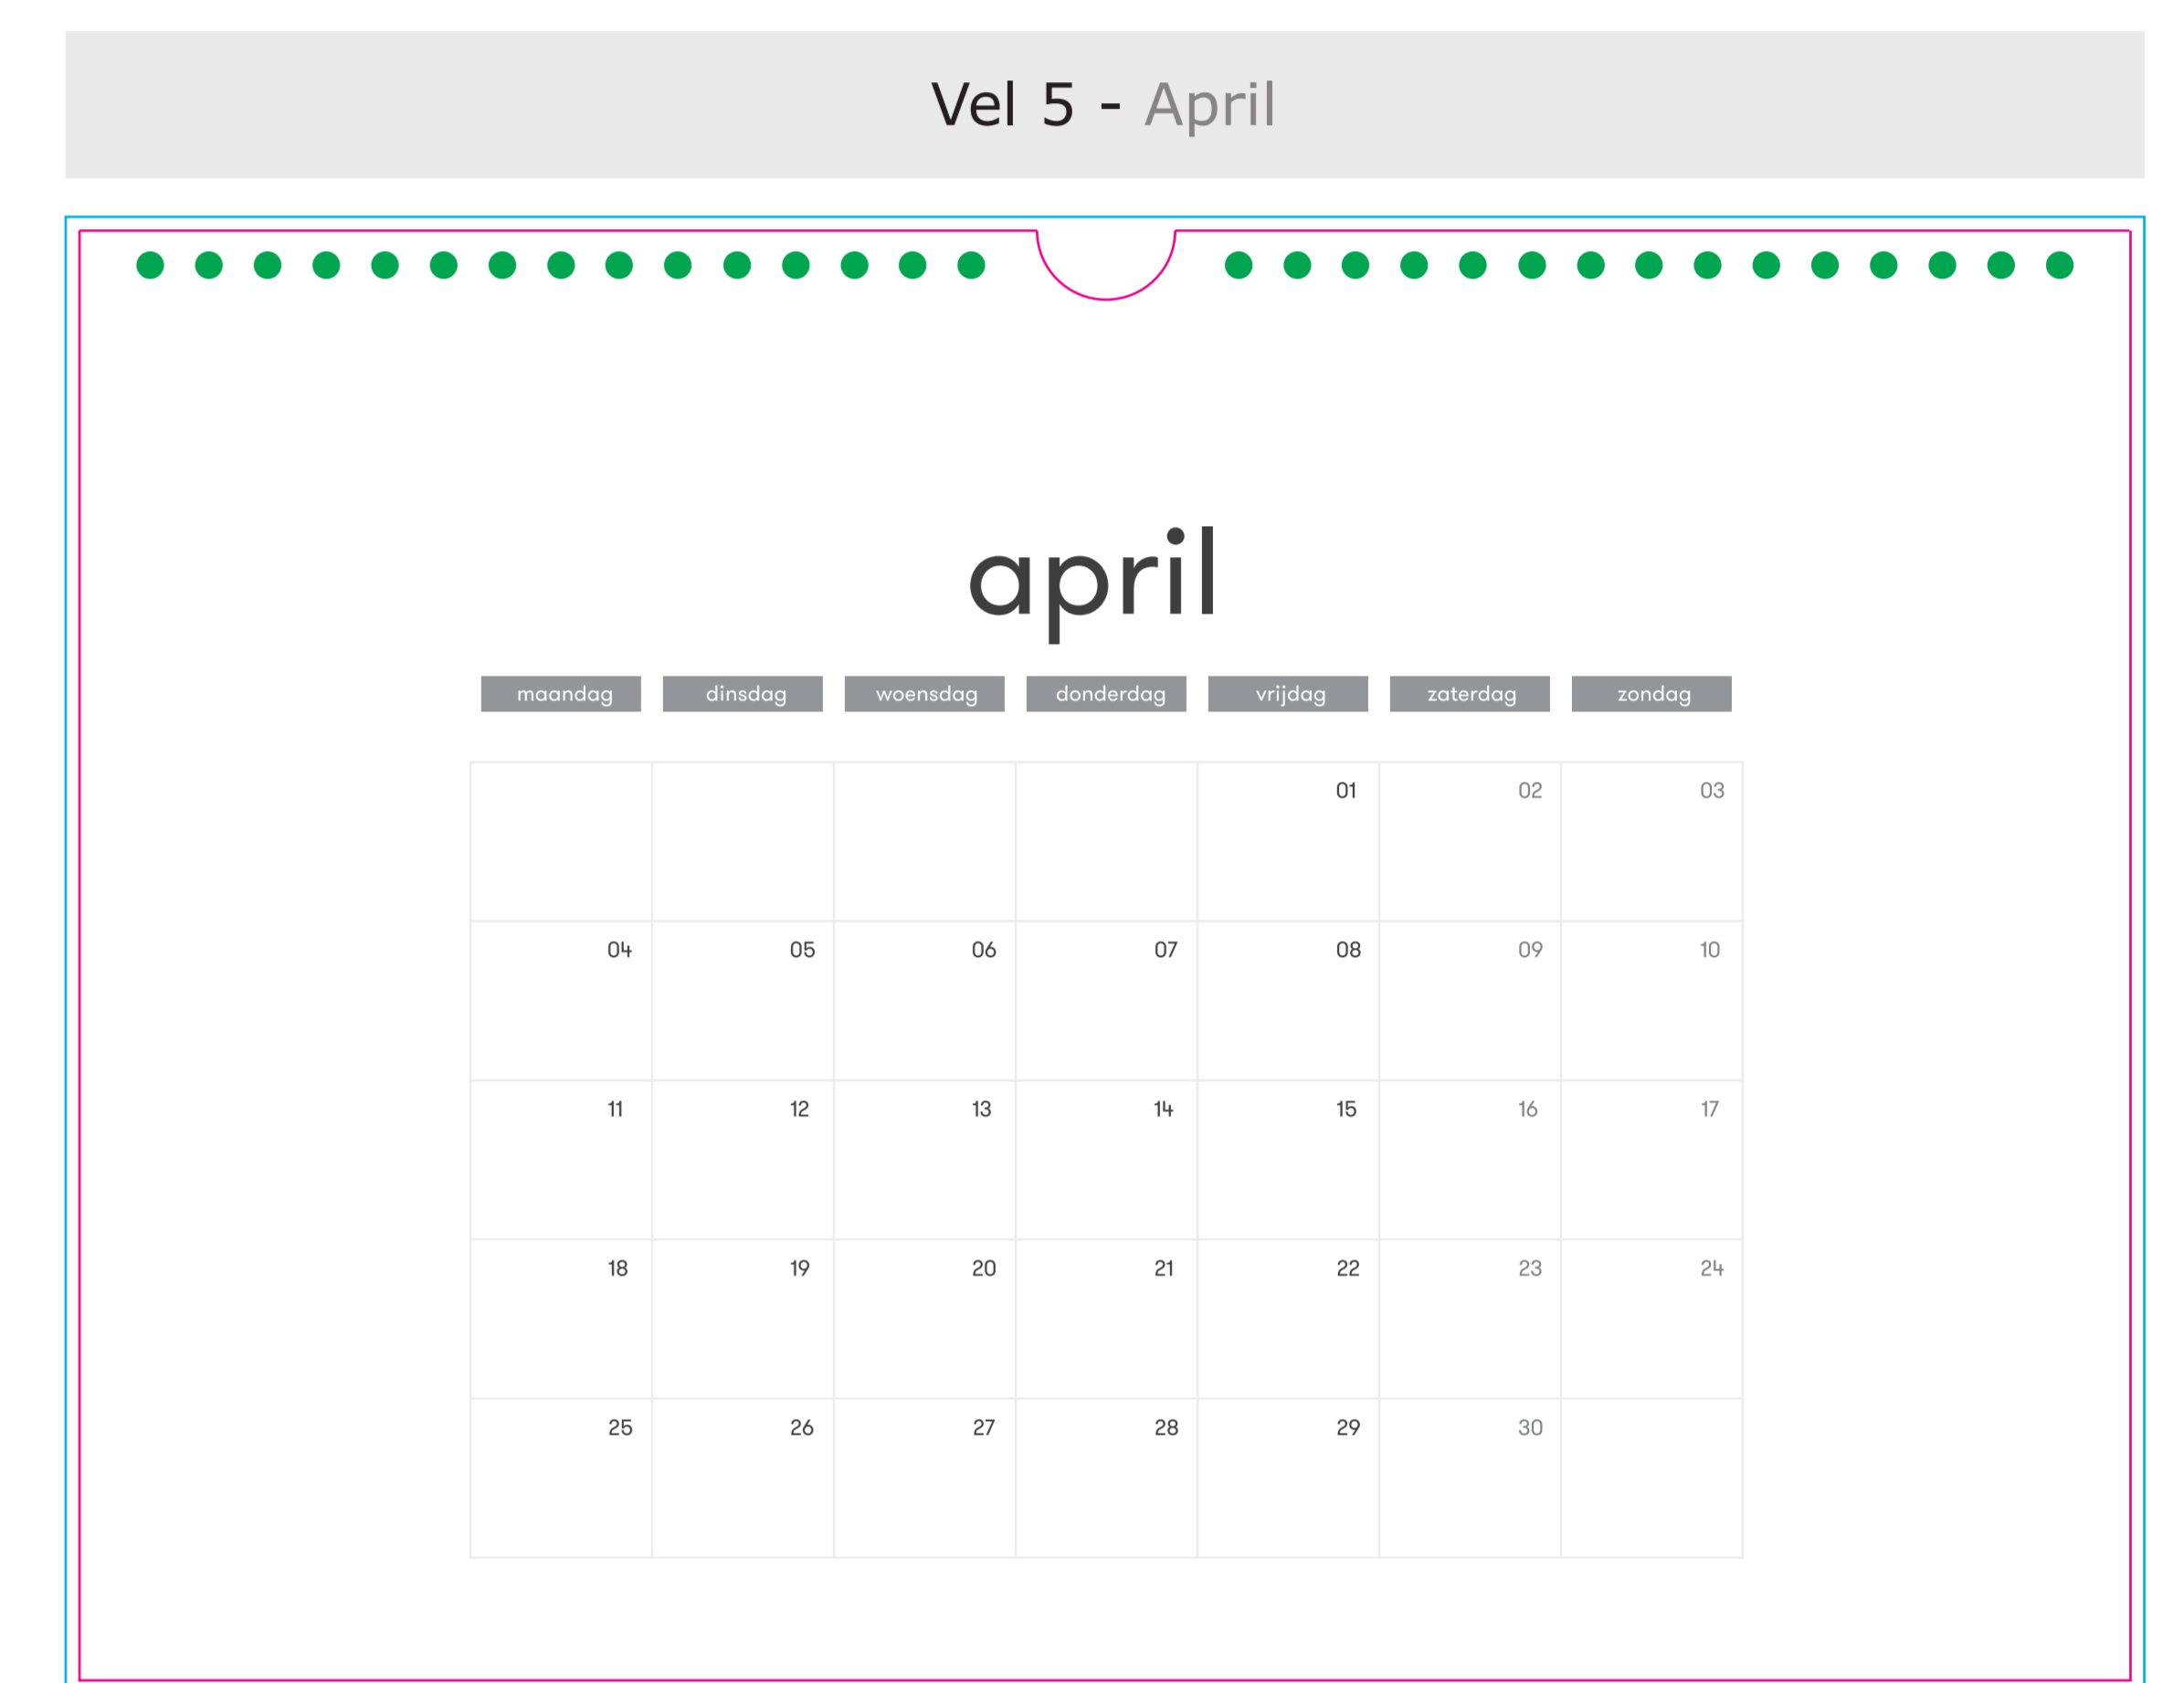 Vel 5 - April
april
maandag dinsdag woensdag donderdag vrijdag zaterdag zondag
01 02 03
04 05 06 07 08 09 10
11 12 13 14 15 16 17
18 19 20 21 22 23 24
25 26 27 28 29 30